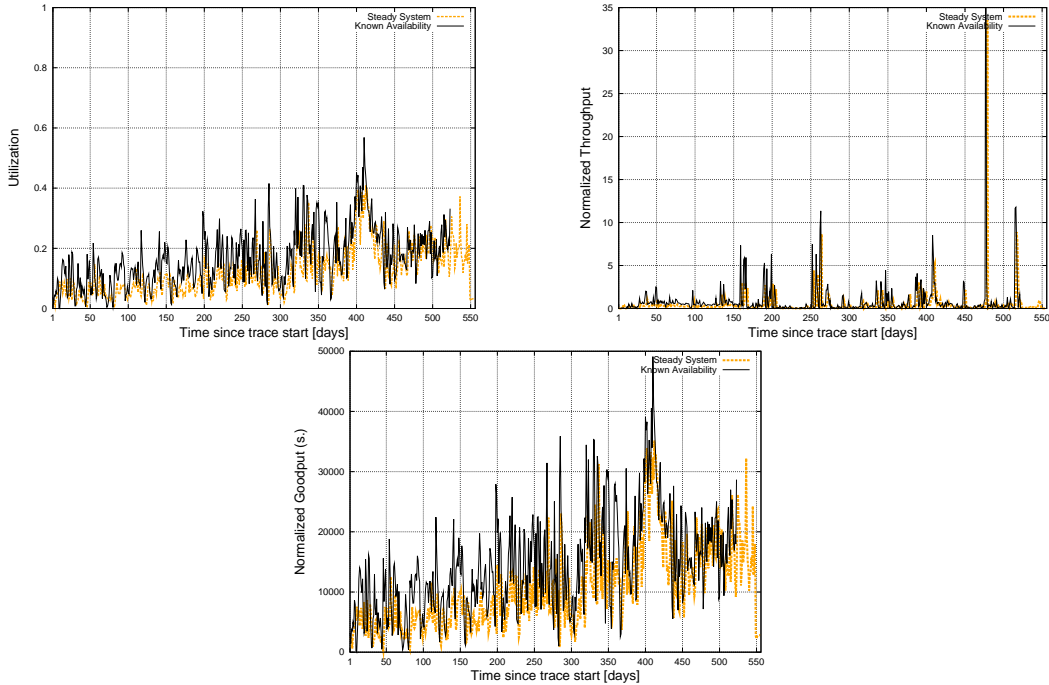 Steady System
Known Availability
Utilization
1
0.8
0.6
0.4
0.2
0
1 50 100 150 200 250 300 350 400 450 500 550
Time since trace start [days]
Steady System
Known Availability
Normalized Throughput
35
30
25
20
15
10
5
0
1 50 100 150 200 250 300 350 400 450 500 550
Time since trace start [days]
Steady System
Known Availability
Normalized Goodput (s.)
50000
40000
30000
20000
10000
0
1 50 100 150 200 250 300 350 400 450 500 550
Time since trace start [days]